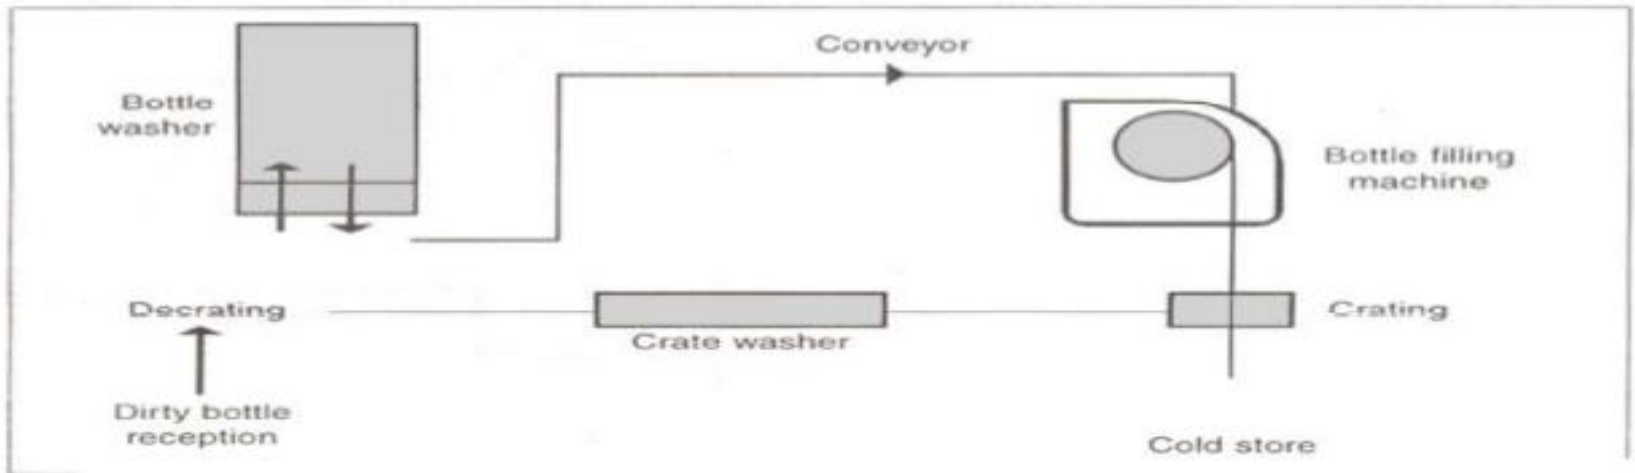 Conveyor
Bottle
washer
Bottle filling
machine
Decrating
Crate washer
Crating
Dirty bottle
reception
Cold store